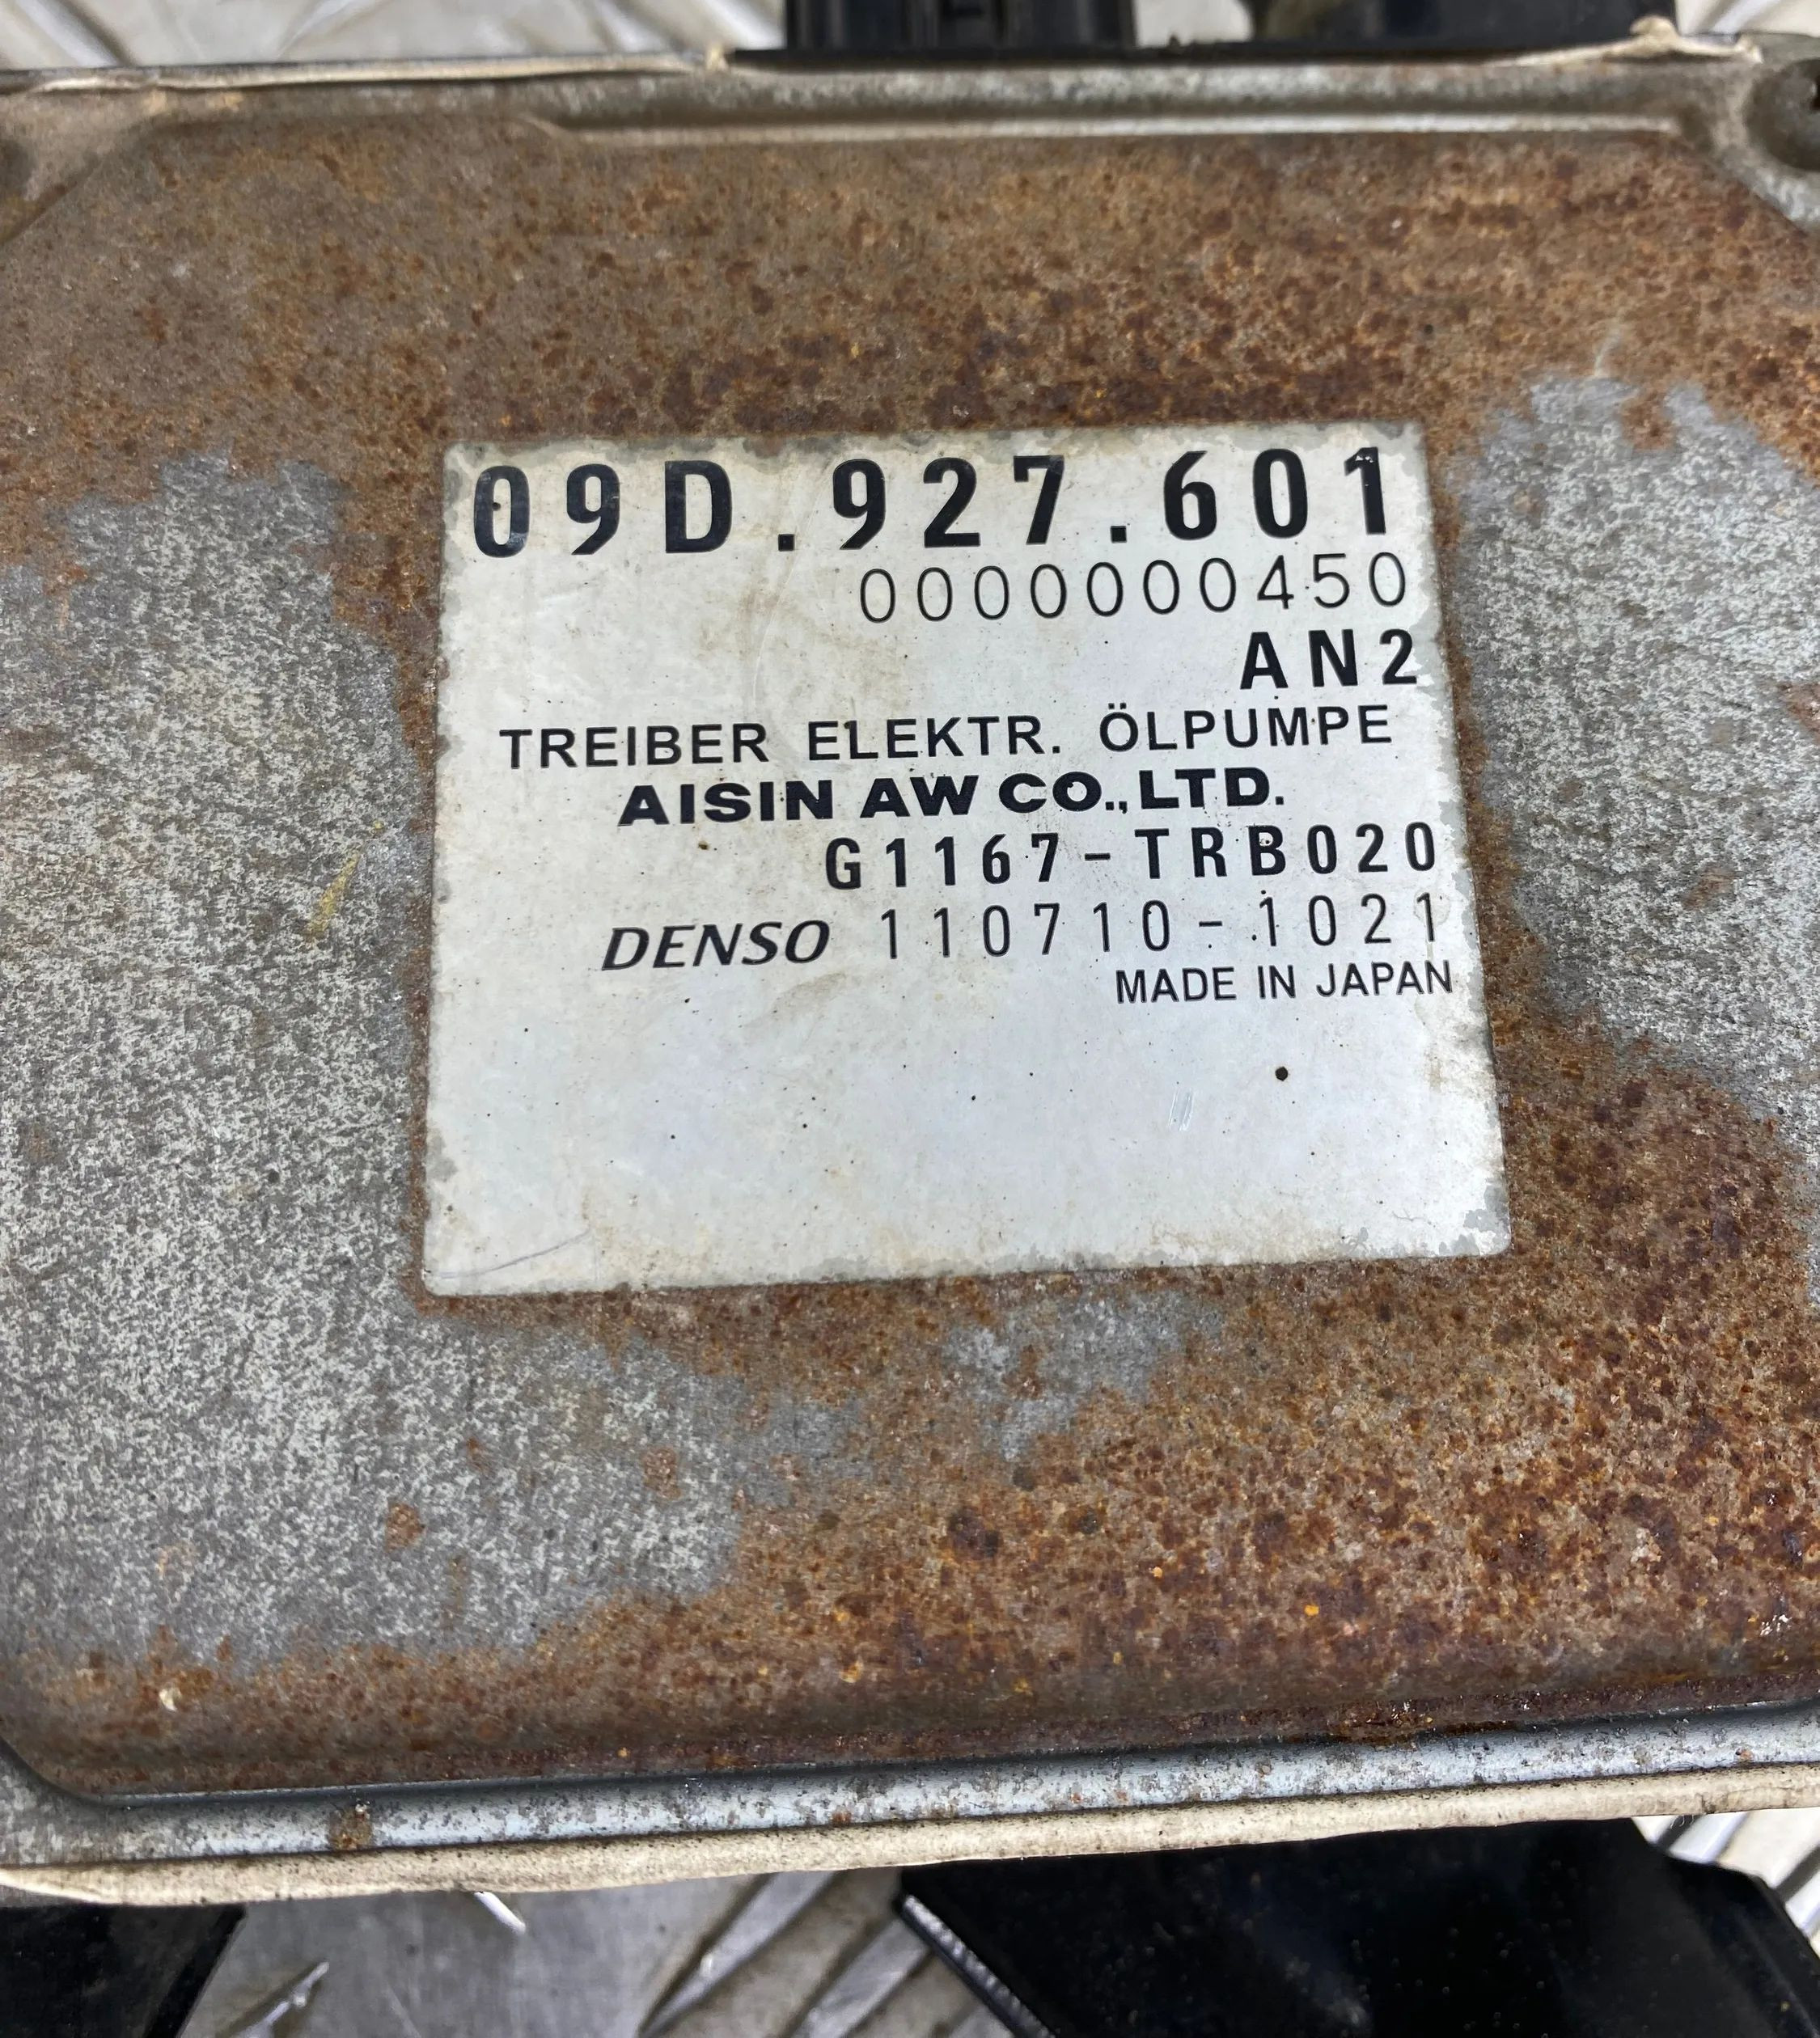 09D.927.601
0000000450
AN2
TREIBER ELEKTR. ÖLPUMPE
AISIN AW CO.,LTD.
G1167-TRB020
DENSO 110710-1021
MADE IN JAPAN